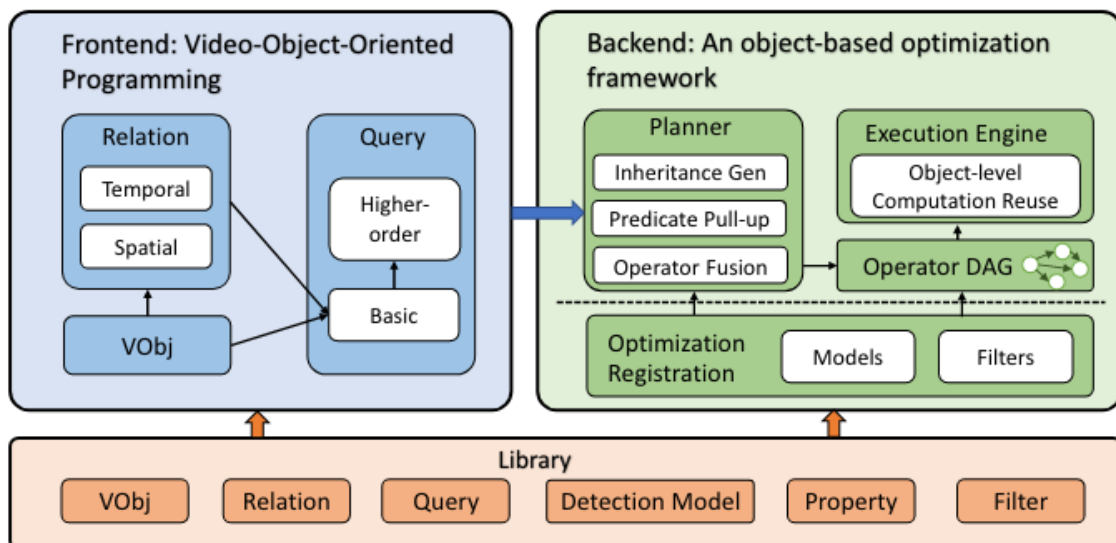 Frontend: Video-Object-Oriented
Programming
Relation
Temporal
Spatial
VObj
Query
Higher-
order
Basic
Backend: An object-based optimization
framework
Planner
Inheritance Gen
Predicate Pull-up
Operator Fusion
Execution Engine
Object-level
Computation Reuse
Operator DAG
Optimization
Registration
Models
Filters
Library
VObj
Relation
Query
Detection Model
Property
Filter